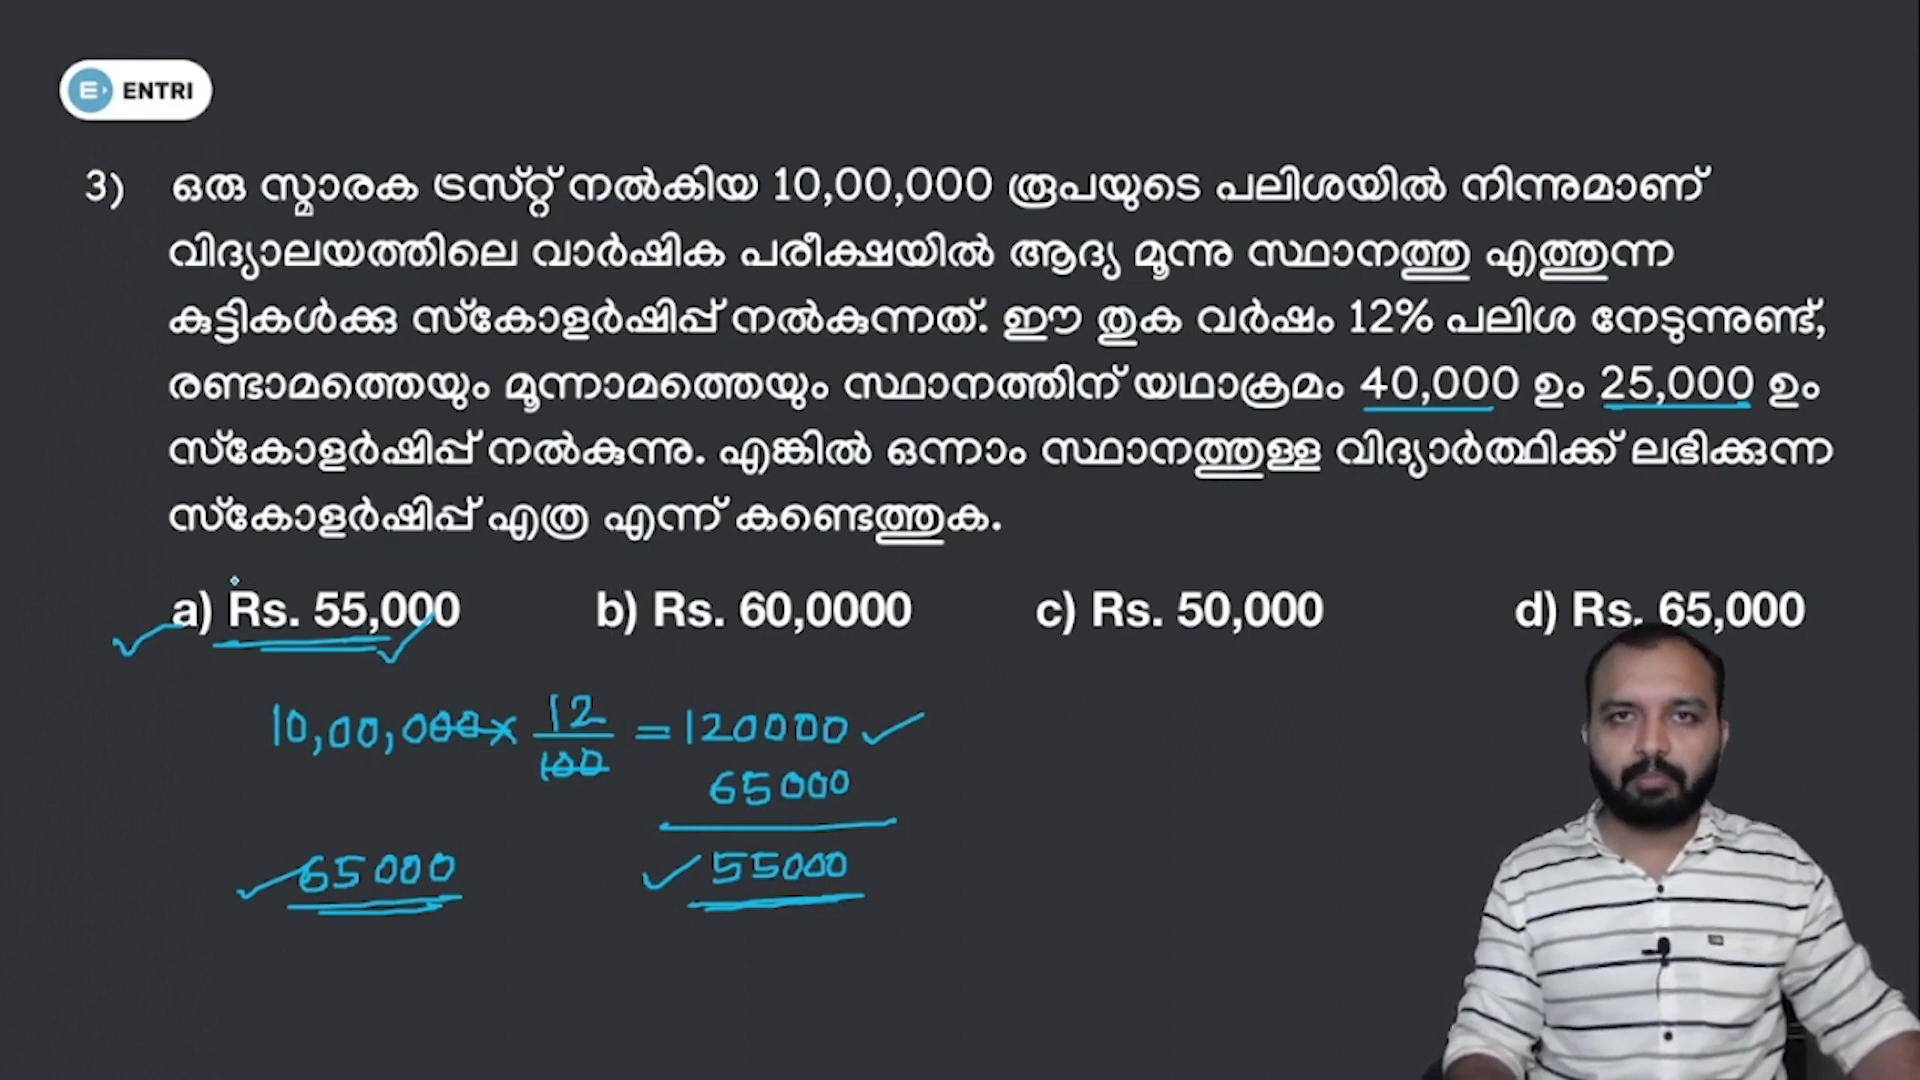 ENTRI
3) ഒരു സ്മാരക ട്രസ്റ്റ് നൽകിയ 10,00,000 രൂപയുടെ പലിശയിൽ നിന്നുമാണ്
വിദ്യാലയത്തിലെ വാർഷിക പരീക്ഷയിൽ ആദ്യ മൂന്നു സ്ഥാനത്തു എത്തുന്ന
കുട്ടികൾക്കു സ്കോളർഷിപ്പ് നൽകുന്നത്. ഈ തുക വർഷം 12% പലിശ നേടുന്നുണ്ട്,
രണ്ടാമത്തെയും മൂന്നാമത്തെയും സ്ഥാനത്തിന് യഥാക്രമം 40,000 ഉം 25,000 ഉം
സ്കോളർഷിപ്പ് നൽകുന്നു. എങ്കിൽ ഒന്നാം സ്ഥാനത്തുള്ള വിദ്യാർത്ഥിക്ക് ലഭിക്കുന്ന
സ്കോളർഷിപ്പ് എത്ര എന്ന് കണ്ടെത്തുക.
a) Rs. 55,000 b) Rs. 60,0000 c) Rs. 50,000 d) Rs. 65,000
10,00,000 × 12/100 = 120000
65000
65000 55000